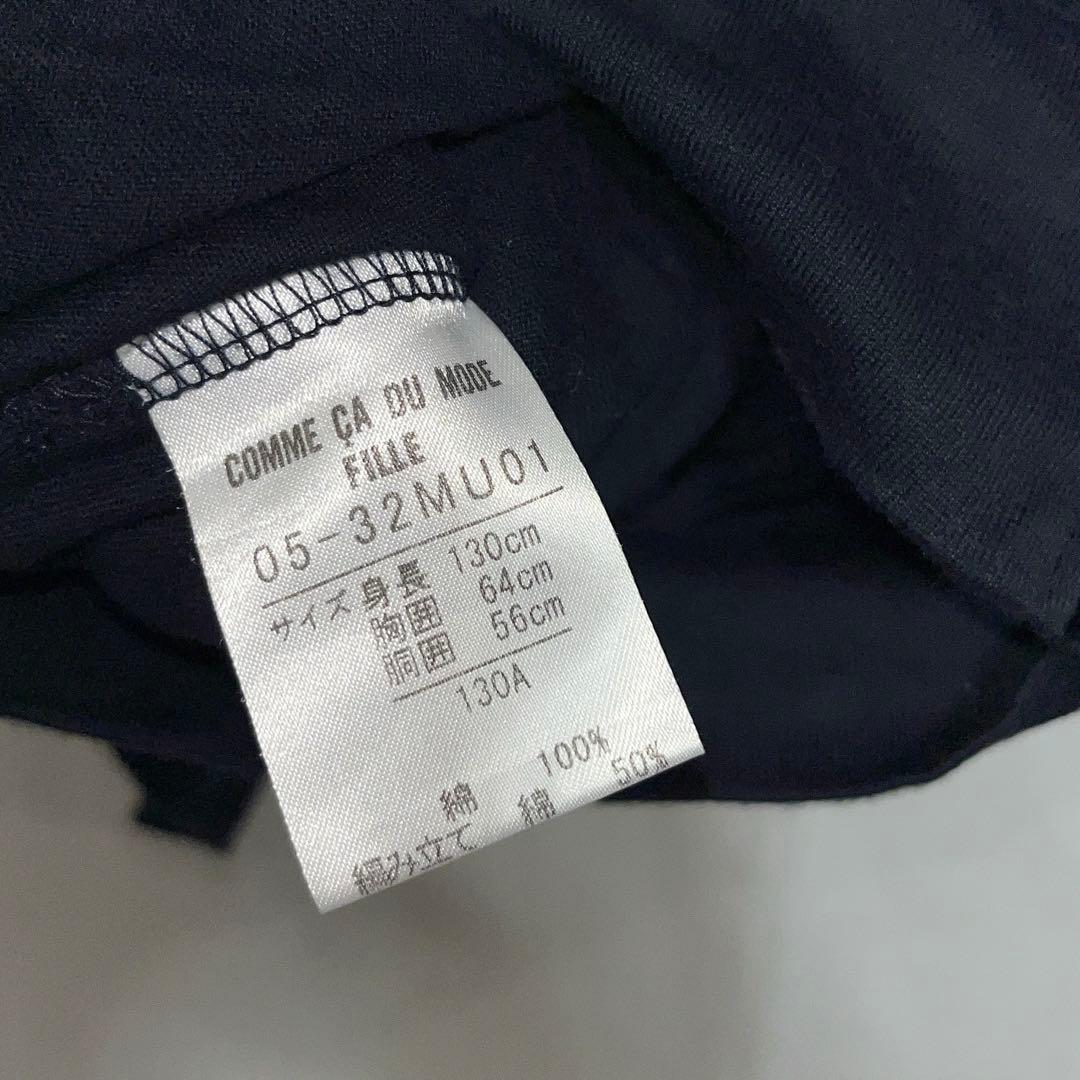 COMME ÇA DU MODE
FILLE
05-32MU01
サイズ 身長 130cm
胸囲 64cm
胴囲 56cm
130A
綿 100%
編み立て 綿 50%